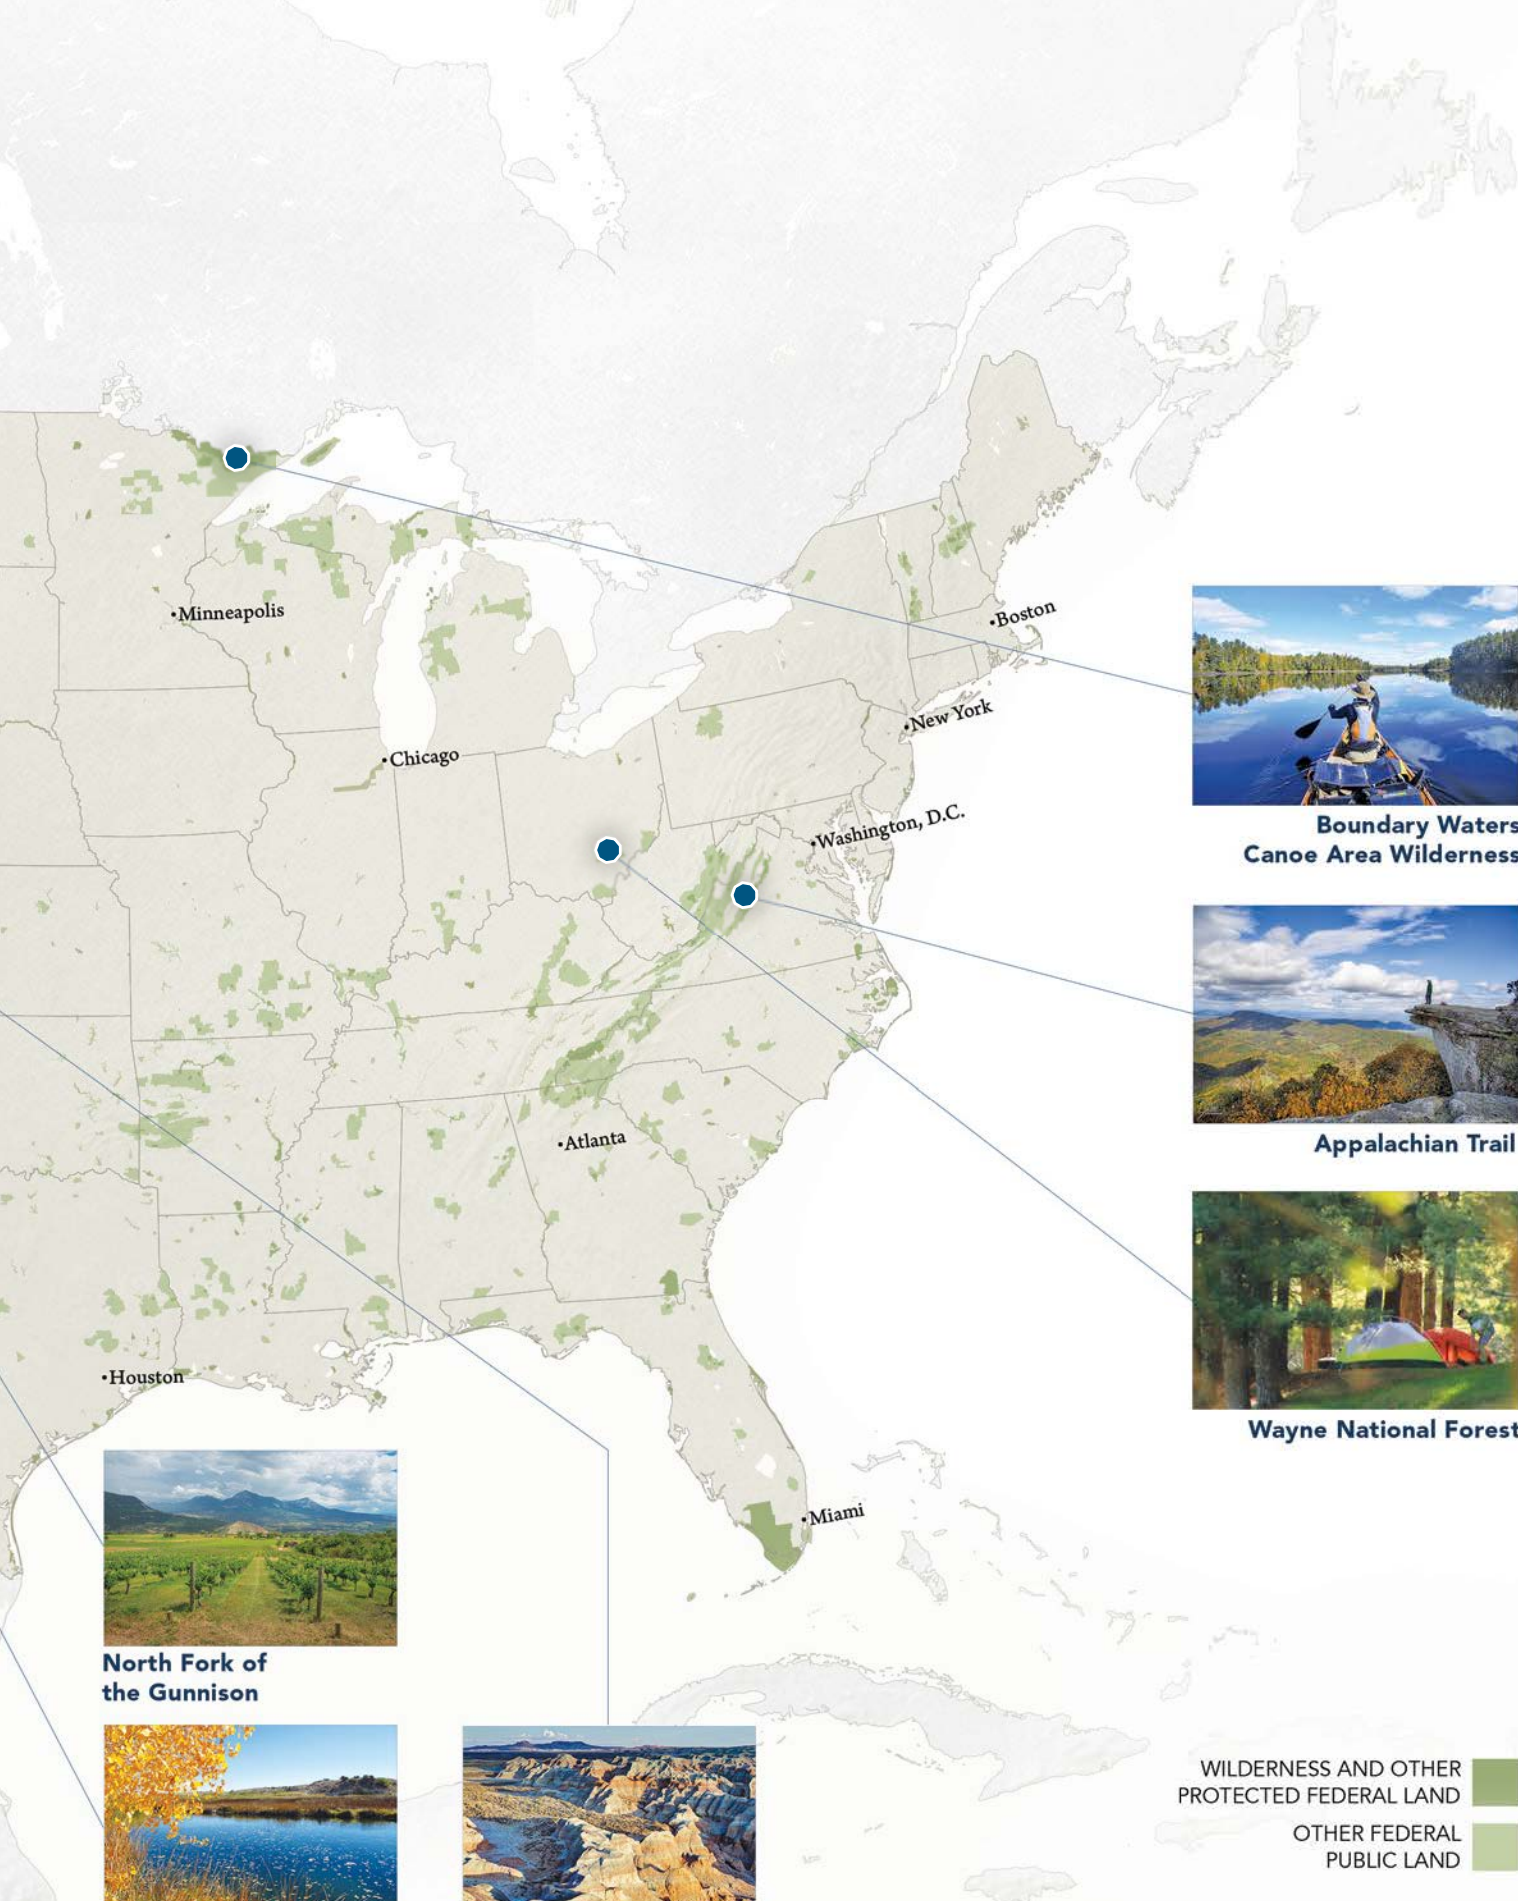 Minneapolis
Boston
New York
Chicago
Washington, D.C.
Boundary Waters
Canoe Area Wilderness
Atlanta
Appalachian Trail
Houston
Wayne National Forest
Miami
North Fork of
the Gunnison
WILDERNESS AND OTHER
PROTECTED FEDERAL LAND
OTHER FEDERAL
PUBLIC LAND